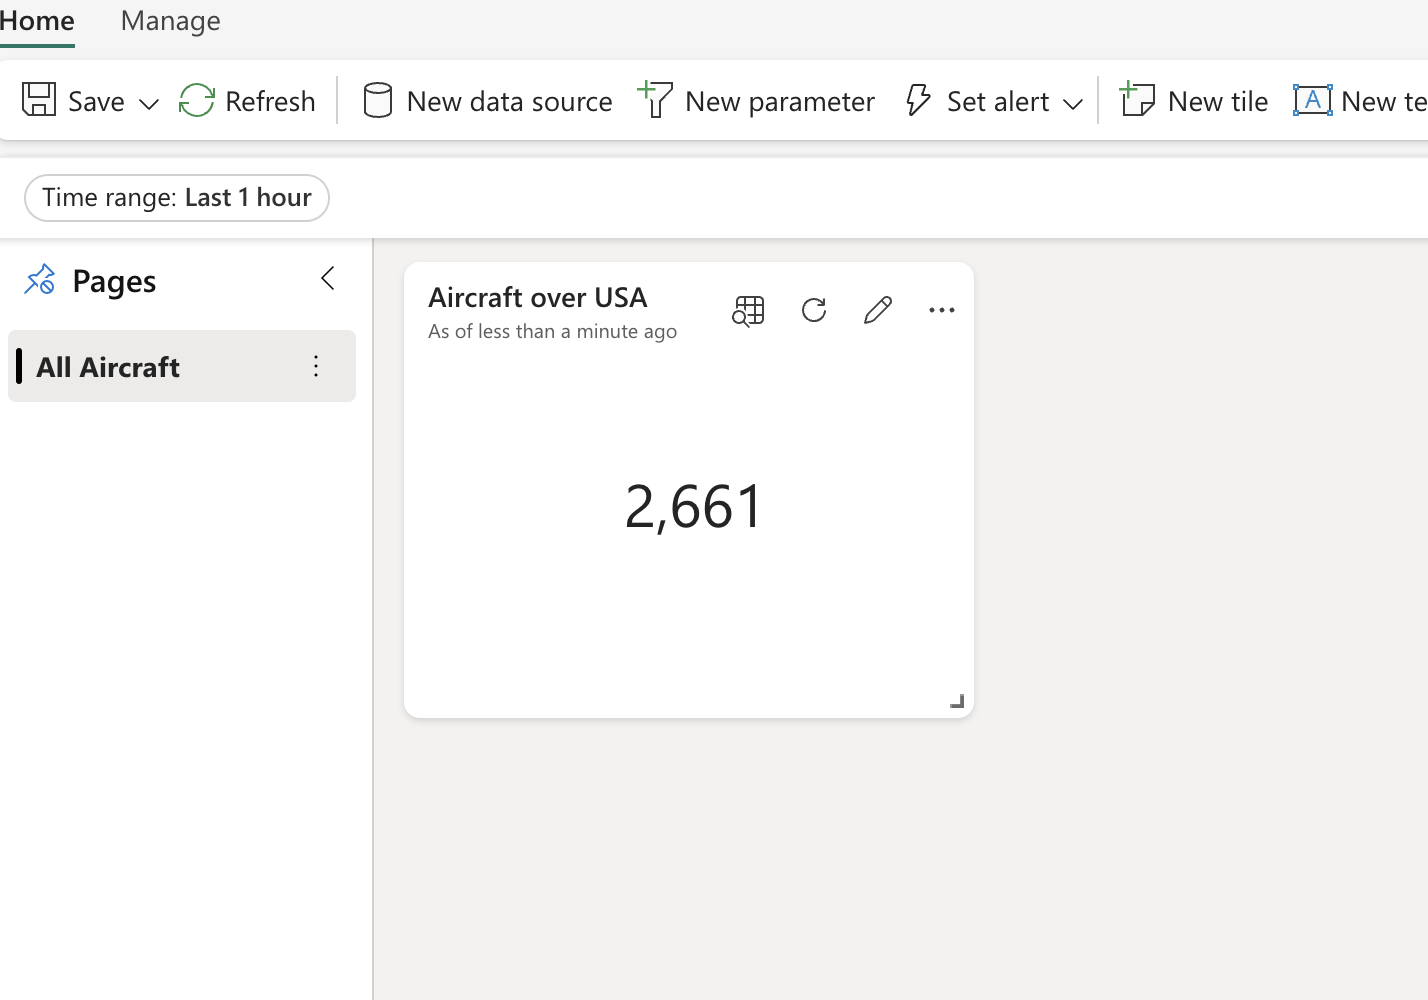 Home Manage
Save Refresh New data source New parameter Set alert New tile A New te
Time range: Last 1 hour
Pages
All Aircraft
Aircraft over USA
As of less than a minute ago
2,661